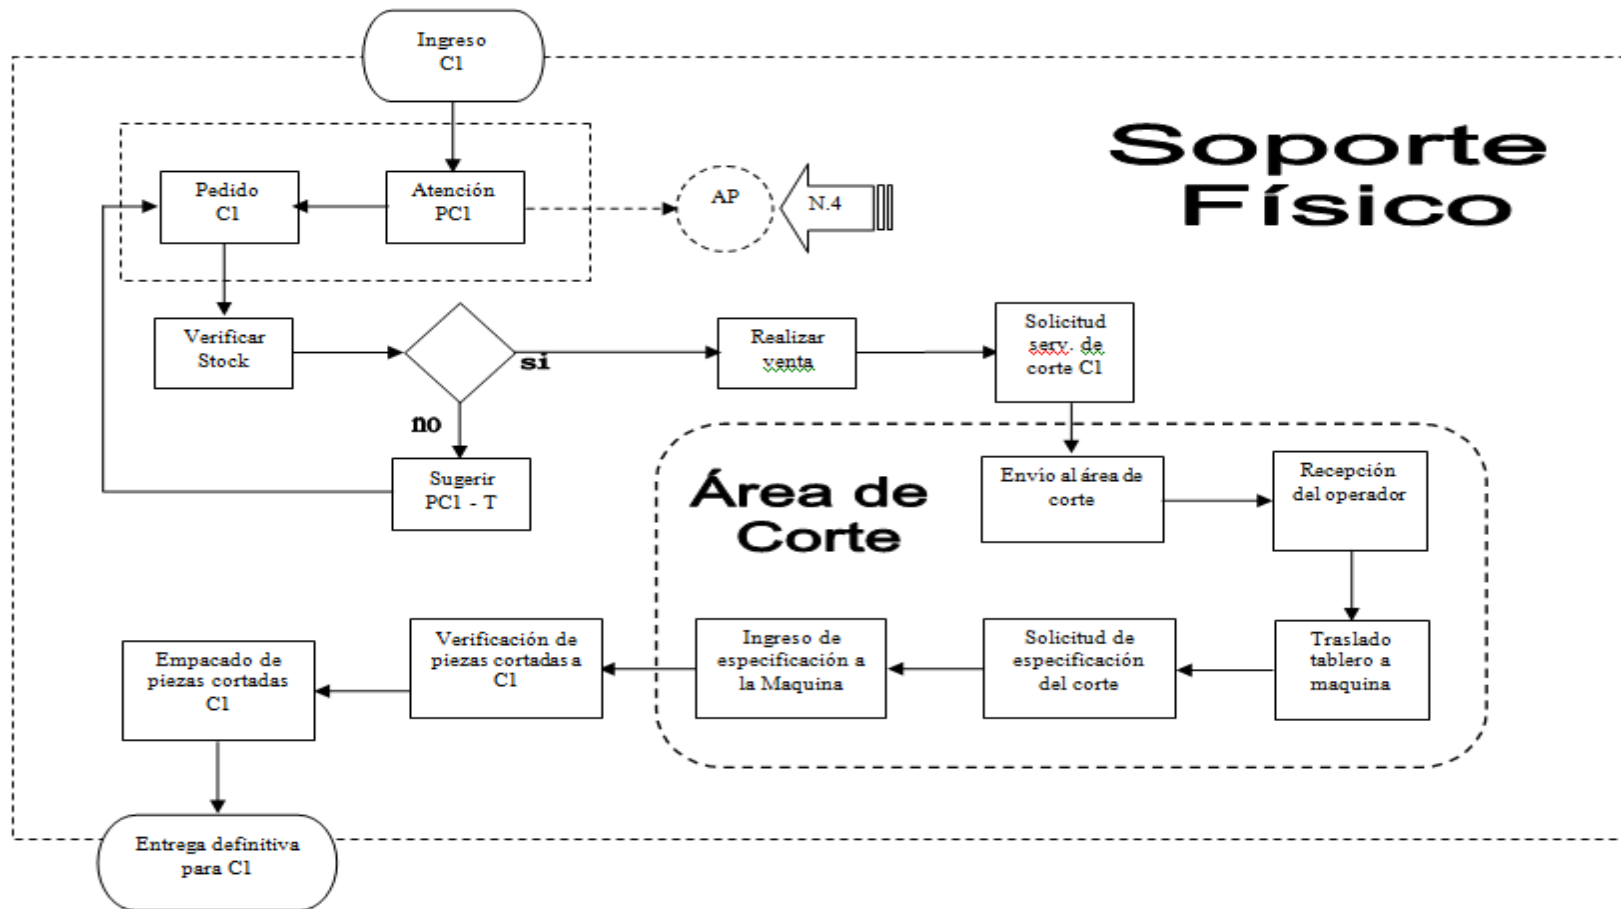 Ingreso
C1
Soporte
Físico
Pedido
C1
Atención
PC1
AP
N.4
Verificar
Stock
si
no
Realizar
venta
Solicitud
serv. de
corte C1
Sugerir
PC1 - T
Área de
Corte
Envío al área de
corte
Recepción
del operador
Traslado
tablero a
maquina
Solicitud de
especificación
del corte
Ingreso de
especificación a
la Maquina
Verificación de
piezas cortadas a
C1
Empacado de
piezas cortadas
C1
Entrega definitiva
para C1